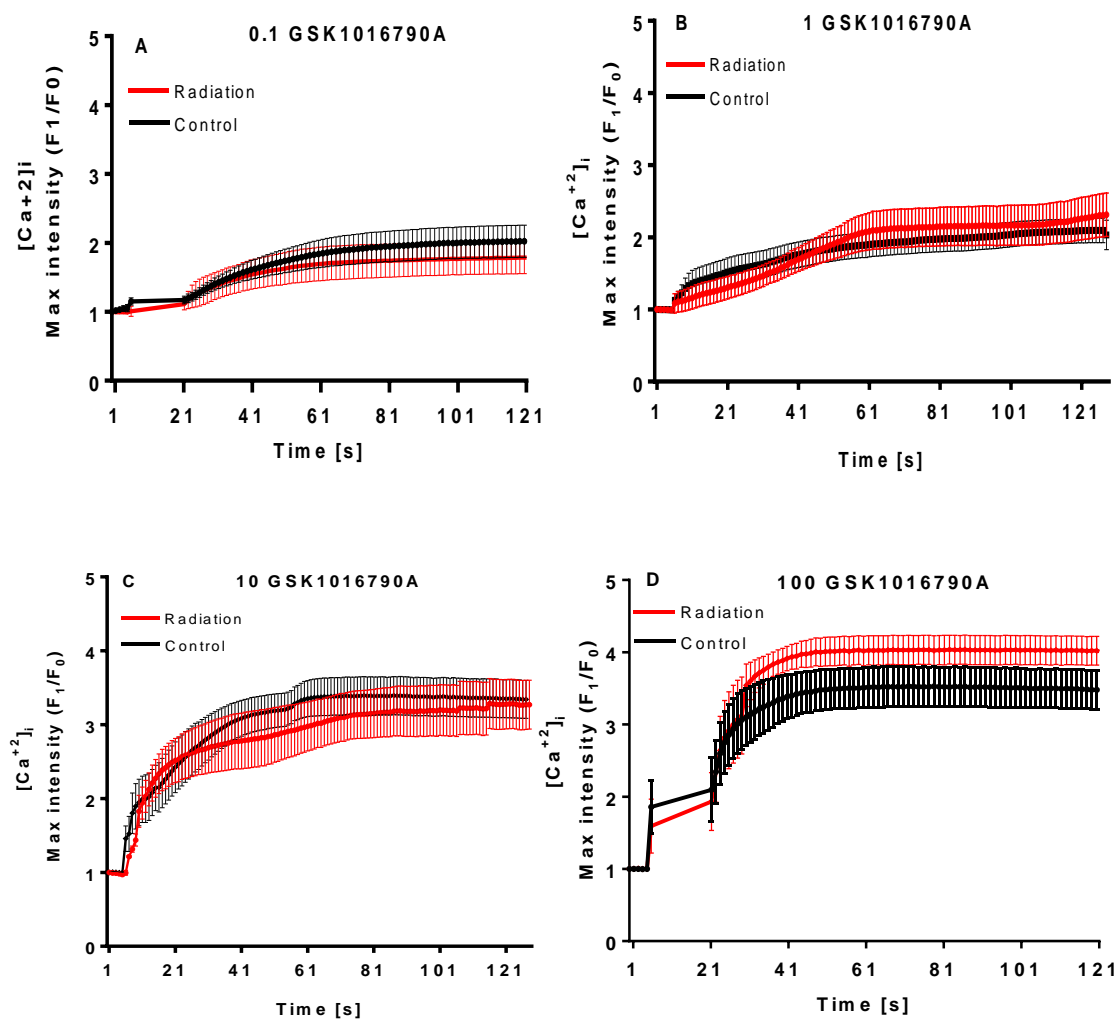 A
0.1 GSK1016790A
Radiation
Control
[Ca+2]i
Max intensity (F1/F0)
5
4
3
2
1
0
1 21 41 61 81 101 121
Time [s]
B
1 GSK1016790A
Radiation
Control
[Ca+2]i
Max intensity (F1/F0)
5
4
3
2
1
0
1 21 41 61 81 101 121
Time [s]
C
10 GSK1016790A
Radiation
Control
[Ca+2]i
Max intensity (F1/F0)
5
4
3
2
1
0
1 21 41 61 81 101 121
Time [s]
D
100 GSK1016790A
Radiation
Control
[Ca+2]i
Max intensity (F1/F0)
5
4
3
2
1
0
1 21 41 61 81 101 121
Time [s]